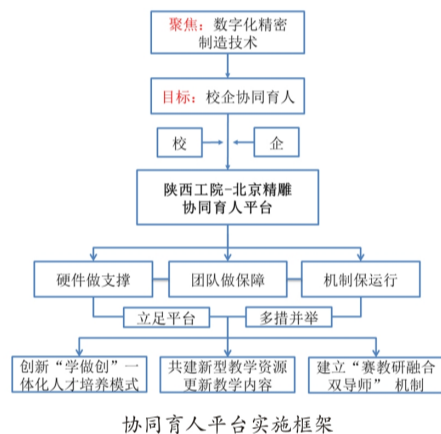 聚焦：数字化精密
制造技术
目标：校企协同育人
校
企
陕西工院-北京精雕
协同育人平台
硬件做支撑
团队做保障
机制保运行
立足平台
多措并举
创新“学做创”一
体化人才培养模式
共建新型教学资源
更新教学内容
建立“赛教研融合
双导师” 机制
协同育人平台实施框架